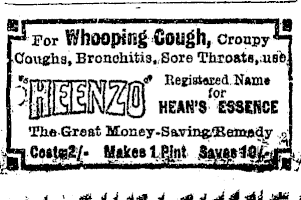 For Whooping Cough, Croupy
Coughs, Bronchitis, Sore Throats, use
"HEENZO"
Registered Name
for
HEAN'S ESSENCE
The Great Money-Saving Remedy
Costs 2/- Makes 1 Pint Saves 10/-